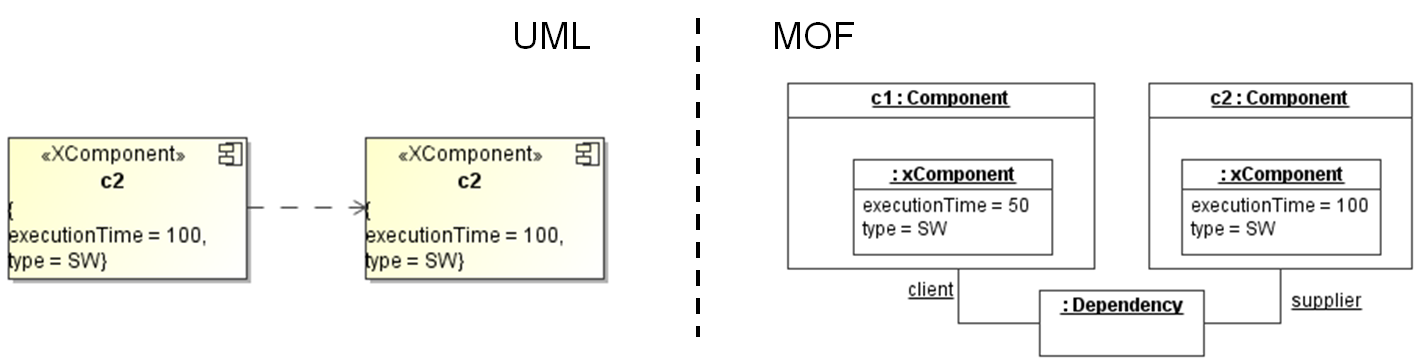 UML
MOF
«XComponent»
c2
{
executionTime = 100,
type = SW}
«XComponent»
c2
{
executionTime = 100,
type = SW}
c1 : Component
: xComponent
executionTime = 50
type = SW
c2 : Component
: xComponent
executionTime = 100
type = SW
client
: Dependency
supplier